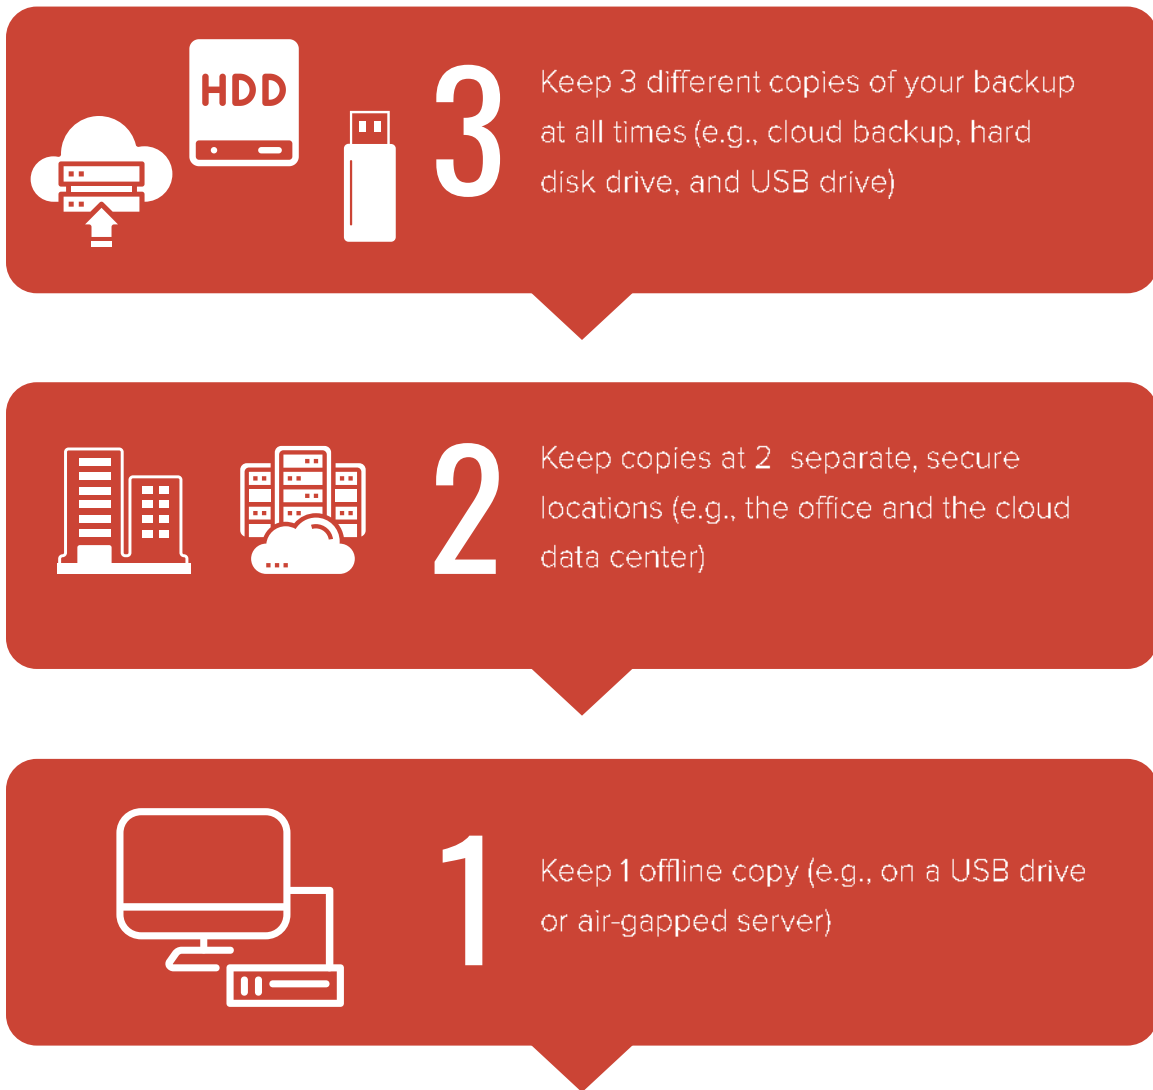 HDD
3
Keep 3 different copies of your backup
at all times (e.g., cloud backup, hard
disk drive, and USB drive)
2
Keep copies at 2 separate, secure
locations (e.g., the office and the cloud
data center)
1
Keep 1 offline copy (e.g., on a USB drive
or air-gapped server)